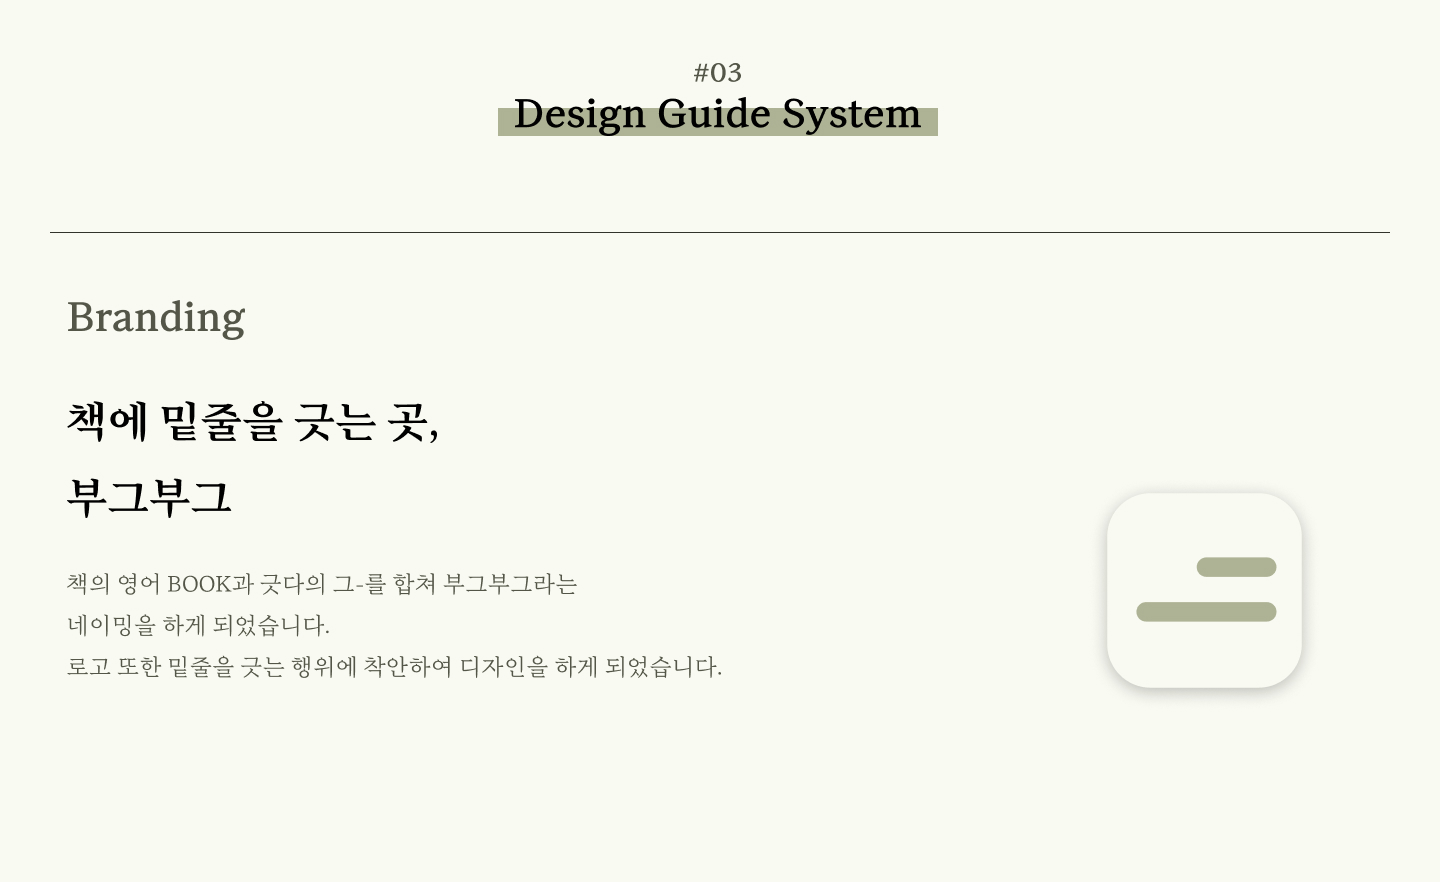 #03
Design Guide System
Branding
책에 밑줄을 긋는 곳,
부그부그
책의 영어 BOOK과 긋다의 그-를 합쳐 부그부그라는
네이밍을 하게 되었습니다.
로고 또한 밑줄을 긋는 행위에 착안하여 디자인을 하게 되었습니다.